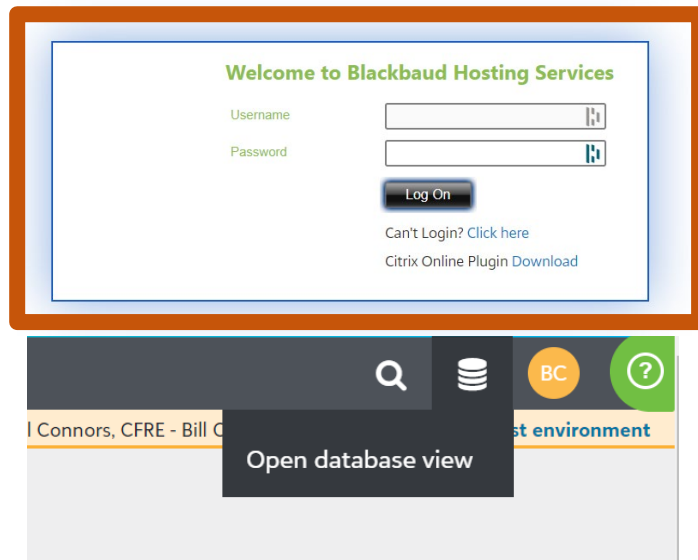 Welcome to Blackbaud Hosting Services
Username
Password
Log On
Can't Login? Click here
Citrix Online Plugin Download
BC
?
l Connors, CFRE - Bill C
st environment
Open database view